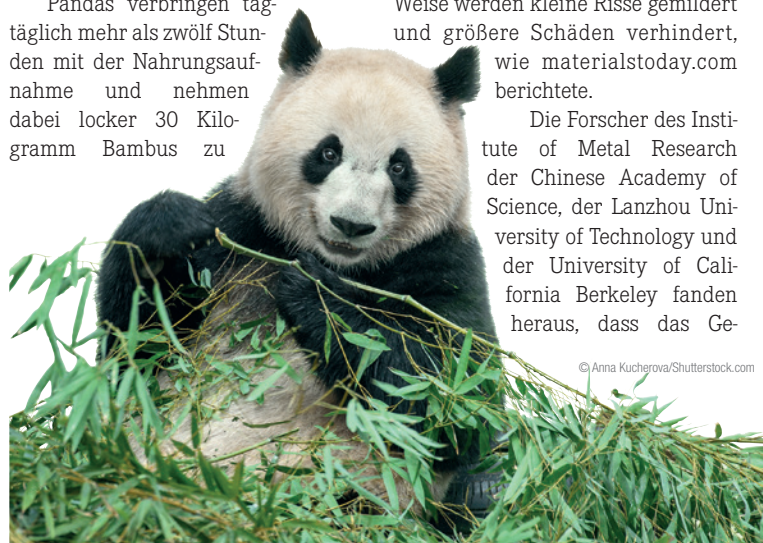 Pandas verbringen tag-
täglich mehr als zwölf Stun-
den mit der Nahrungsauf-
nahme und nehmen
dabei locker 30 Kilo-
gramm Bambus zu
Weise werden kleine Risse gemildert
und größere Schäden verhindert,
wie materialstoday.com
berichtete.
Die Forscher des Insti-
tute of Metal Research
der Chinese Academy of
Science, der Lanzhou Uni-
versity of Technology und
der University of Cali-
fornia Berkeley fanden
heraus, dass das Ge-
© Anna Kucherova/Shutterstock.com